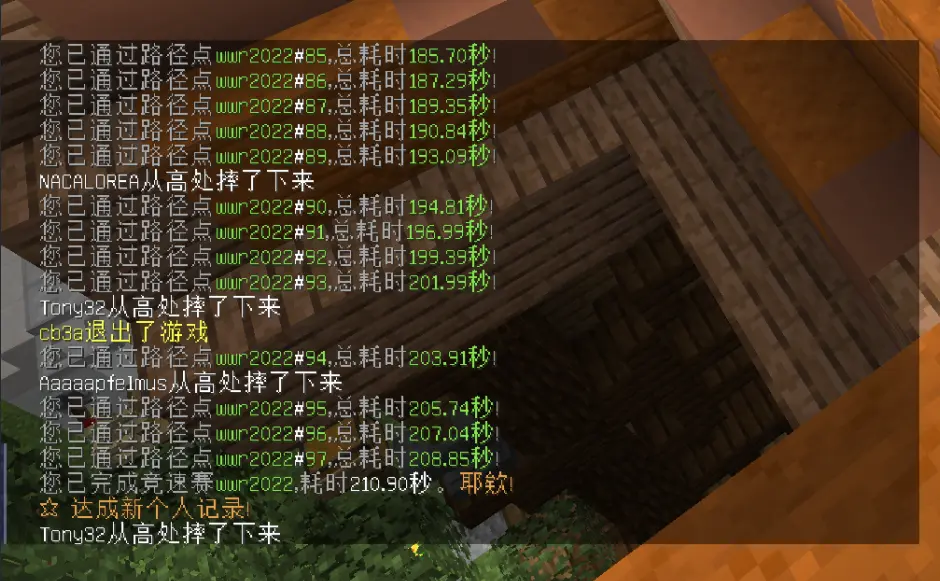 您已通过路径点wwr2022#85,总耗时185.70秒!
您已通过路径点wwr2022#86,总耗时187.29秒!
您已通过路径点wwr2022#87,总耗时189.35秒!
您已通过路径点wwr2022#88,总耗时190.84秒!
您已通过路径点wwr2022#89,总耗时193.09秒!
NACALOREA从高处摔了下来
您已通过路径点wwr2022#90,总耗时194.81秒!
您已通过路径点wwr2022#91,总耗时196.99秒!
您已通过路径点wwr2022#92,总耗时199.39秒!
您已通过路径点wwr2022#93,总耗时201.99秒!
Tony32从高处摔了下来
cb3a退出了游戏
您已通过路径点wwr2022#94,总耗时203.91秒!
Aaaaapfelmus从高处摔了下来
您已通过路径点wwr2022#95,总耗时205.74秒!
您已通过路径点wwr2022#96,总耗时207.04秒!
您已通过路径点wwr2022#97,总耗时208.85秒!
您已完成竞速赛wwr2022,耗时210.90秒。耶欸!
☆ 达成新个人记录!
Tony32从高处摔了下来